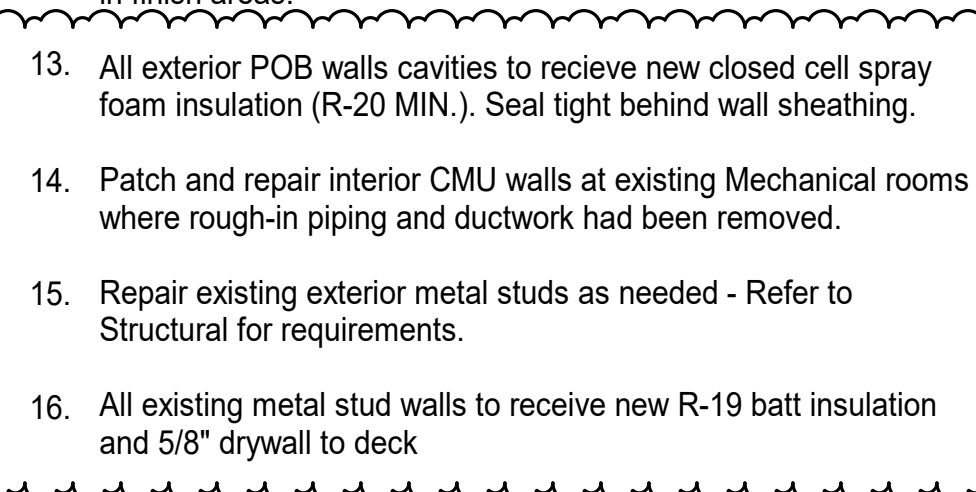 in finish areas.
13. All exterior POB walls cavities to recieve new closed cell spray
foam insulation (R-20 MIN.). Seal tight behind wall sheathing.
14. Patch and repair interior CMU walls at existing Mechanical rooms
where rough-in piping and ductwork had been removed.
15. Repair existing exterior metal studs as needed - Refer to
Structural for requirements.
16. All existing metal stud walls to receive new R-19 batt insulation
and 5/8" drywall to deck